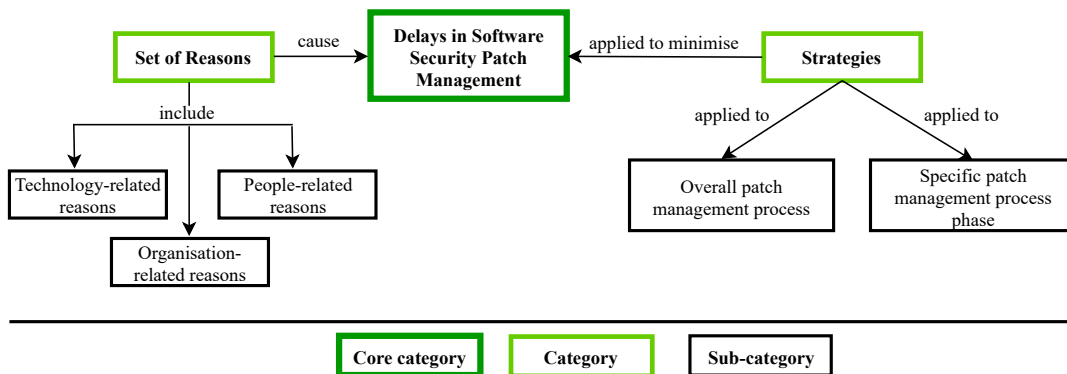 Set of Reasons
cause
Delays in Software
Security Patch
Management
applied to minimise
Strategies
include
applied to
applied to
Technology-related
reasons
People-related
reasons
Organisation-
related reasons
Overall patch
management process
Specific patch
management process
phase
Core category
Category
Sub-category